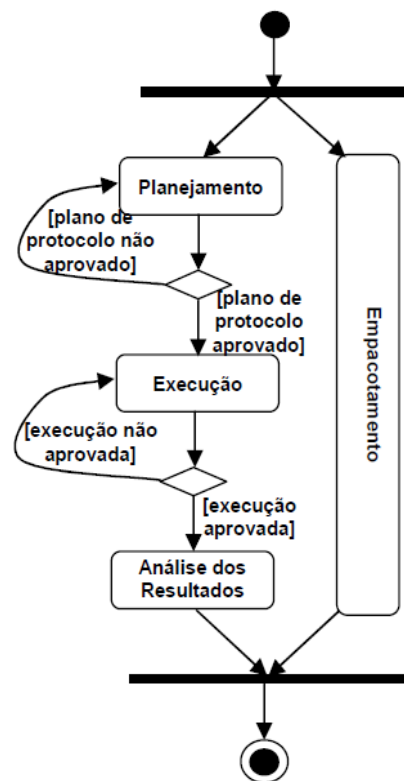 Planejamento
[plano de
protocolo não
aprovado]
[plano de
protocolo
aprovado]
Execução
[execução não
aprovada]
[execução
aprovada]
Análise dos
Resultados
Empacotamento